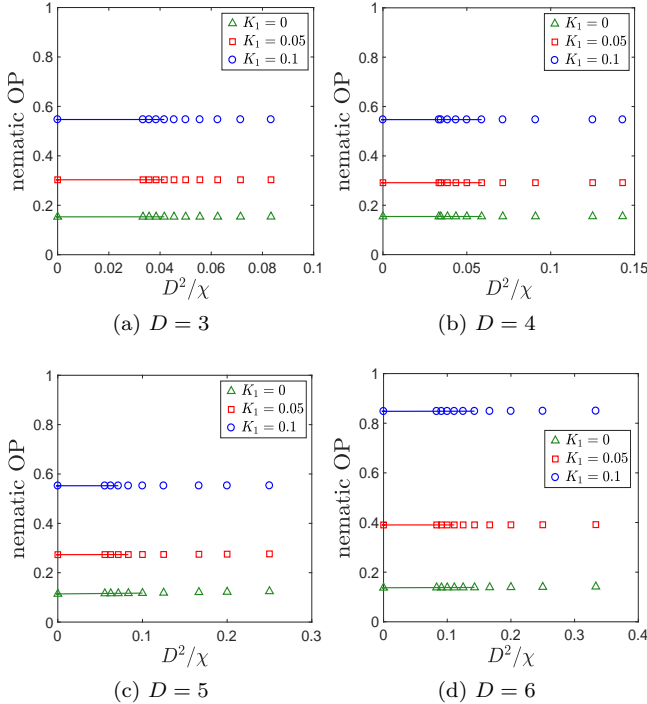 nematic OP
1
0.8
0.6
0.4
0.2
0
K₁ = 0
K₁ = 0.05
K₁ = 0.1
0 0.02 0.04 0.06 0.08 0.1
D²/χ
(a) D = 3
nematic OP
1
0.8
0.6
0.4
0.2
0
K₁ = 0
K₁ = 0.05
K₁ = 0.1
0 0.05 0.1 0.15
D²/χ
(b) D = 4
nematic OP
1
0.8
0.6
0.4
0.2
0
K₁ = 0
K₁ = 0.05
K₁ = 0.1
0 0.1 0.2 0.3
D²/χ
(c) D = 5
nematic OP
1
0.8
0.6
0.4
0.2
0
K₁ = 0
K₁ = 0.05
K₁ = 0.1
0 0.1 0.2 0.3 0.4
D²/χ
(d) D = 6